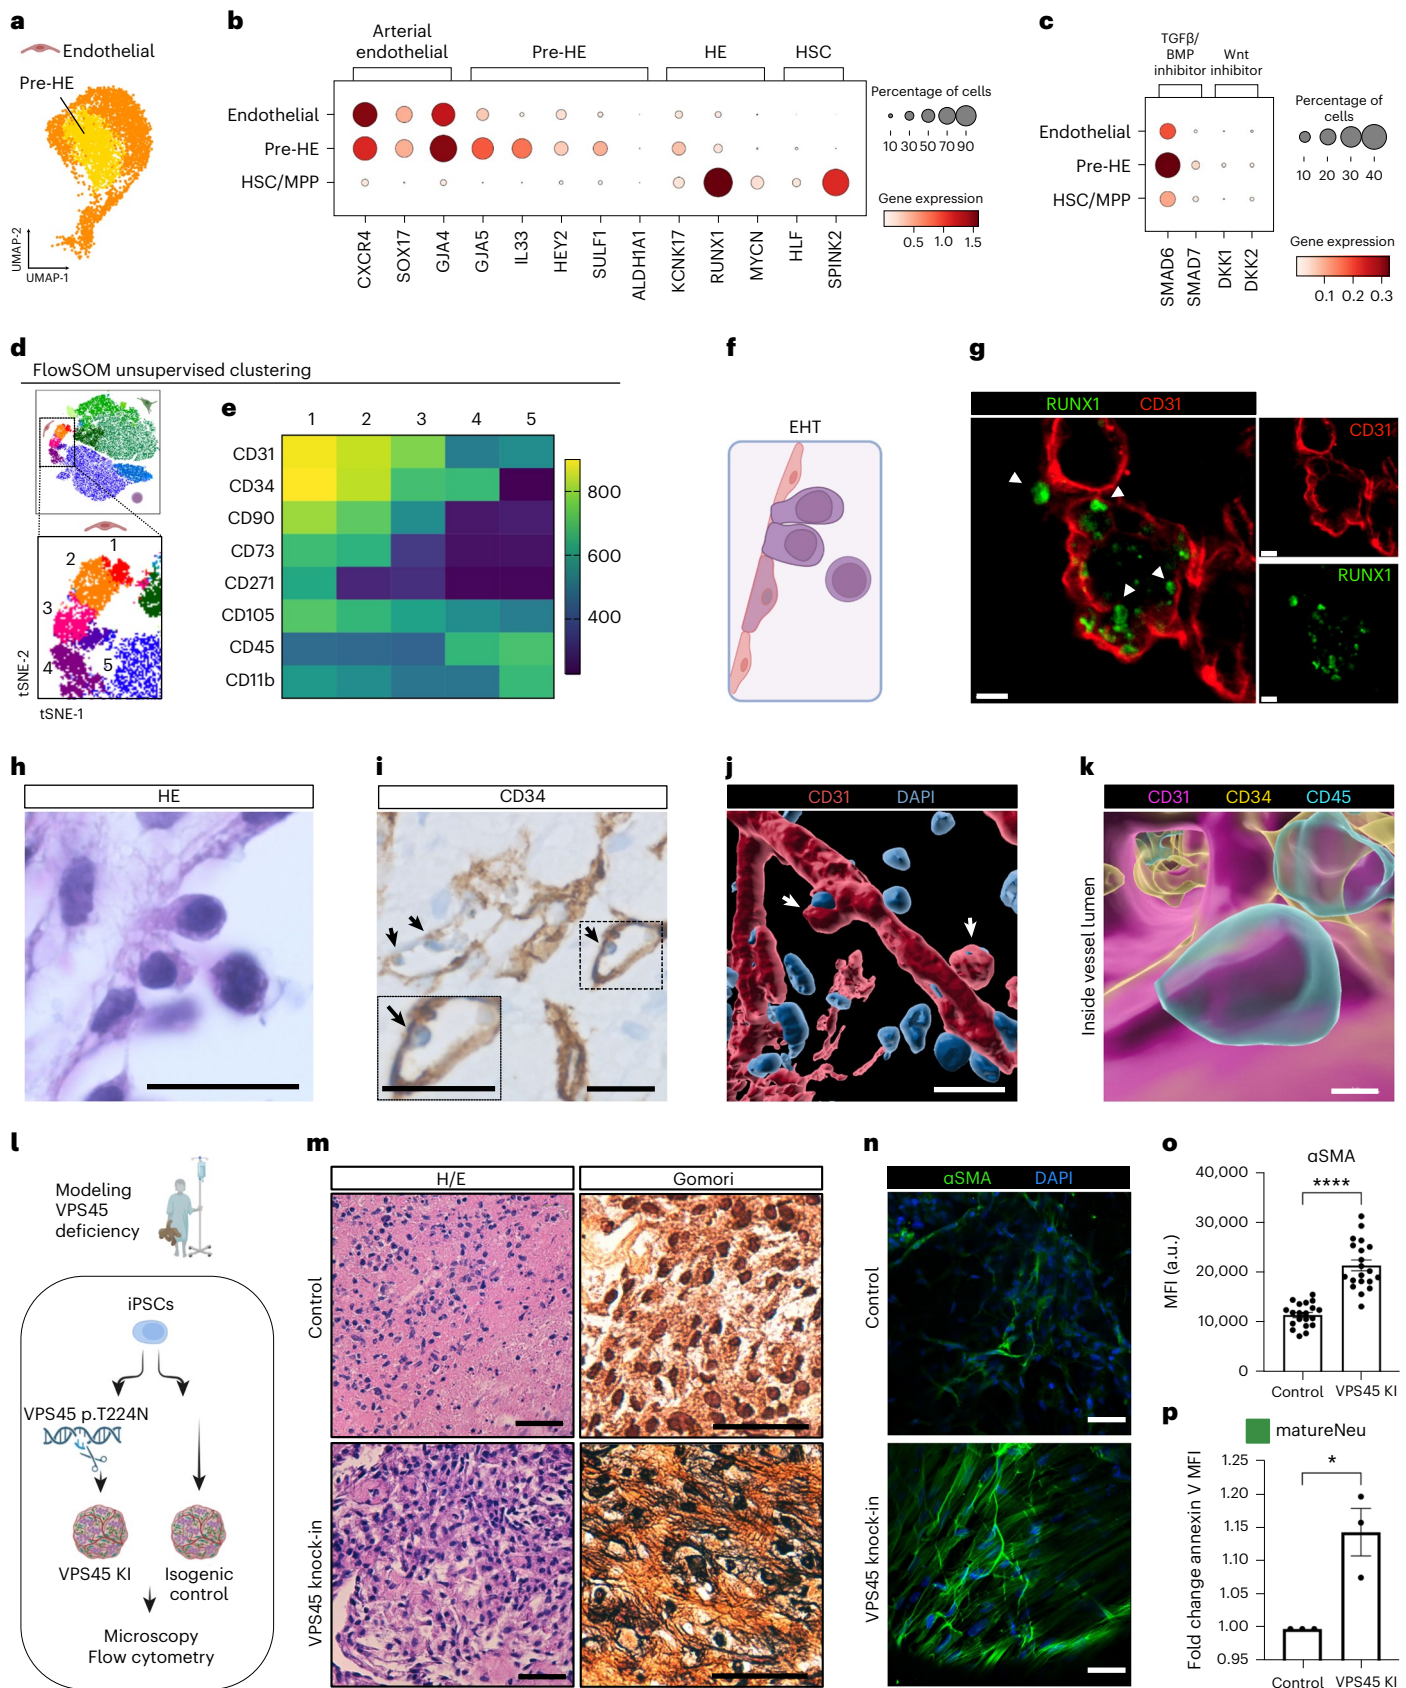 a
Endothelial
Pre-HE
UMAP-2
UMAP-1
b
Arterial
endothelial
Pre-HE
HE
HSC
Endothelial
Pre-HE
HSC/MPP
CXCR4
SOX17
GJA4
GJA5
IL33
HEY2
SULF1
ALDH1A1
KCNK17
RUNX1
MYCN
HLF
SPINK2
Percentage of cells
10 30 50 70 90
Gene expression
0.5 1.0 1.5
c
TGFβ/
BMP
inhibitor
Wnt
inhibitor
Endothelial
Pre-HE
HSC/MPP
SMAD6
SMAD7
DKK1
DKK2
Percentage of
cells
10 20 30 40
Gene expression
0.1 0.2 0.3
d
FlowSOM unsupervised clustering
1
2
3
4
5
tSNE-2
tSNE-1
e
1 2 3 4 5
CD31
CD34
CD90
CD73
CD271
CD105
CD45
CD11b
800
600
400
f
EHT
g
RUNX1 CD31
CD31
RUNX1
h
HE
i
CD34
j
CD31 DAPI
k
CD31 CD34 CD45
Inside vessel lumen
l
Modeling
VPS45
deficiency
iPSCs
VPS45 p.T224N
VPS45 KI
Isogenic
control
Microscopy
Flow cytometry
m
H/E
Gomori
Control
VPS45 knock-in
n
αSMA DAPI
Control
VPS45 knock-in
o
αSMA
****
MFI (a.u.)
40,000
30,000
20,000
10,000
0
Control VPS45 KI
p
matureNeu
*
Fold change annexin V MFI
1.25
1.20
1.15
1.10
1.05
1.00
0.95
Control VPS45 KI